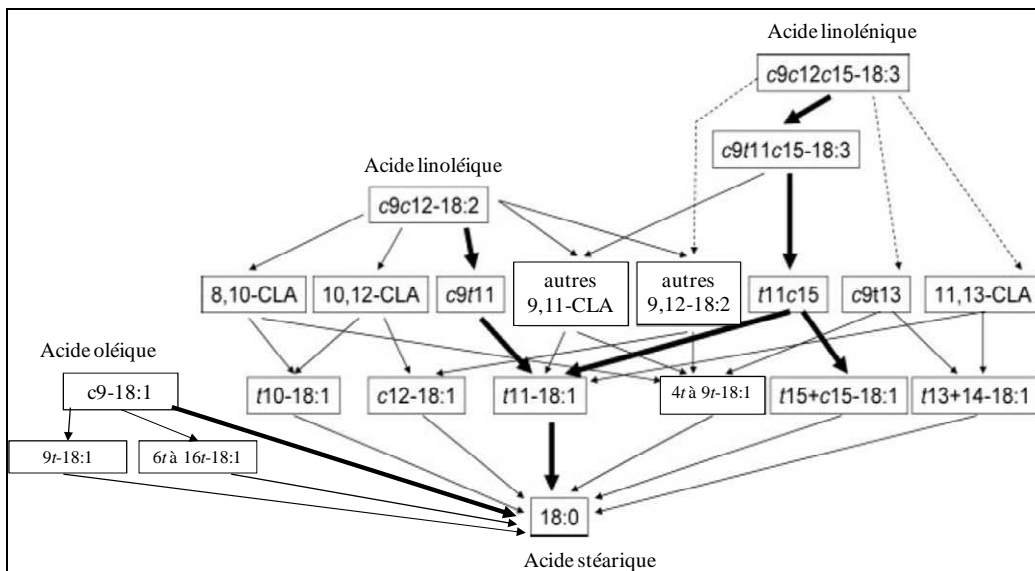 Acide linolénique
c9c12c15-18:3
c9t11c15-18:3
Acide linoléique
c9c12-18:2
8,10-CLA
10,12-CLA
c9t11
autres
9,11-CLA
autres
9,12-18:2
t11c15
c9t13
11,13-CLA
Acide oléique
c9-18:1
t10-18:1
c12-18:1
t11-18:1
4t à 9t-18:1
t15+c15-18:1
t13+14-18:1
9t-18:1
6t à 16t-18:1
18:0
Acide stéarique